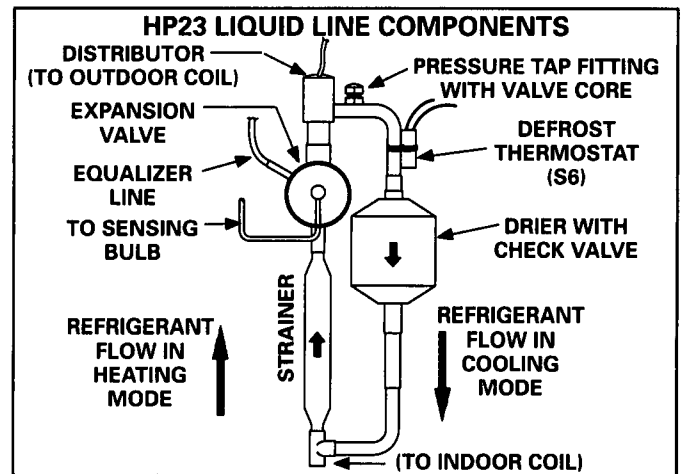 HP23 LIQUID LINE COMPONENTS
DISTRIBUTOR
(TO OUTDOOR COIL)
EXPANSION
VALVE
EQUALIZER
LINE
TO SENSING
BULB
PRESSURE TAP FITTING
WITH VALVE CORE
DEFROST
THERMOSTAT
(S6)
DRIER WITH
CHECK VALVE
STRAINER
REFRIGERANT
FLOW IN
HEATING
MODE
REFRIGERANT
FLOW IN
COOLING
MODE
(TO INDOOR COIL)